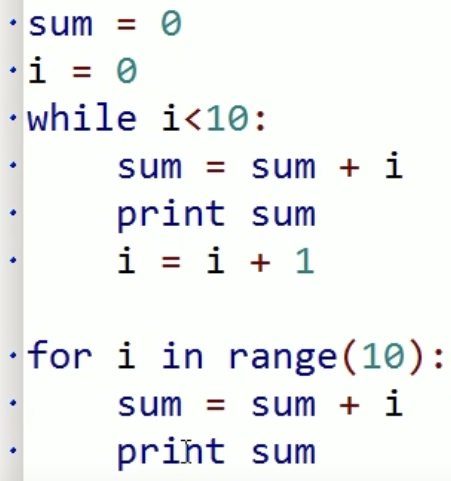 sum = 0
i = 0
while i<10:
    sum = sum + i
    print sum
    i = i + 1

for i in range(10):
    sum = sum + i
    print sum